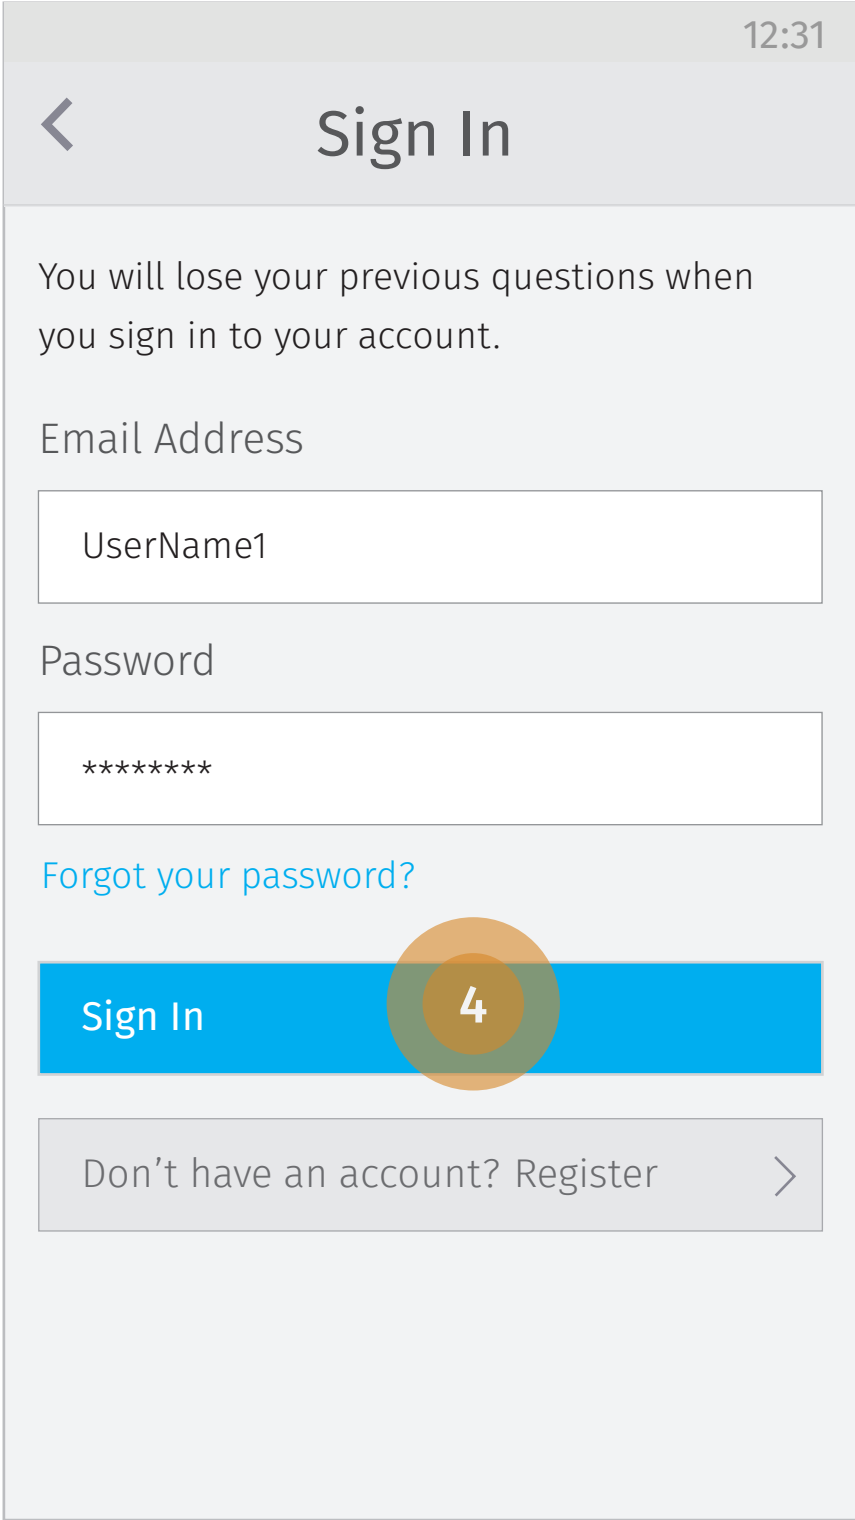 12:31
Sign In
You will lose your previous questions when
you sign in to your account.
Email Address
UserName1
Password
********
Forgot your password?
Sign In
4
Don’t have an account? Register